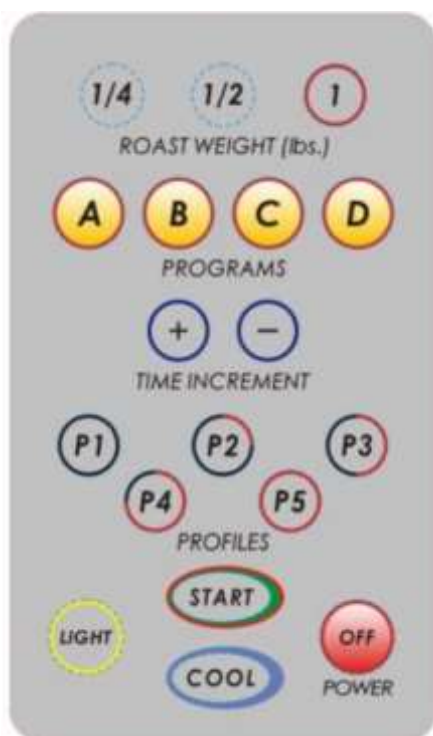 1/4 1/2 1
ROAST WEIGHT (lbs.)
A B C D
PROGRAMS
+ −
TIME INCREMENT
P1 P2 P3
P4 P5
PROFILES
START
LIGHT OFF
COOL
POWER